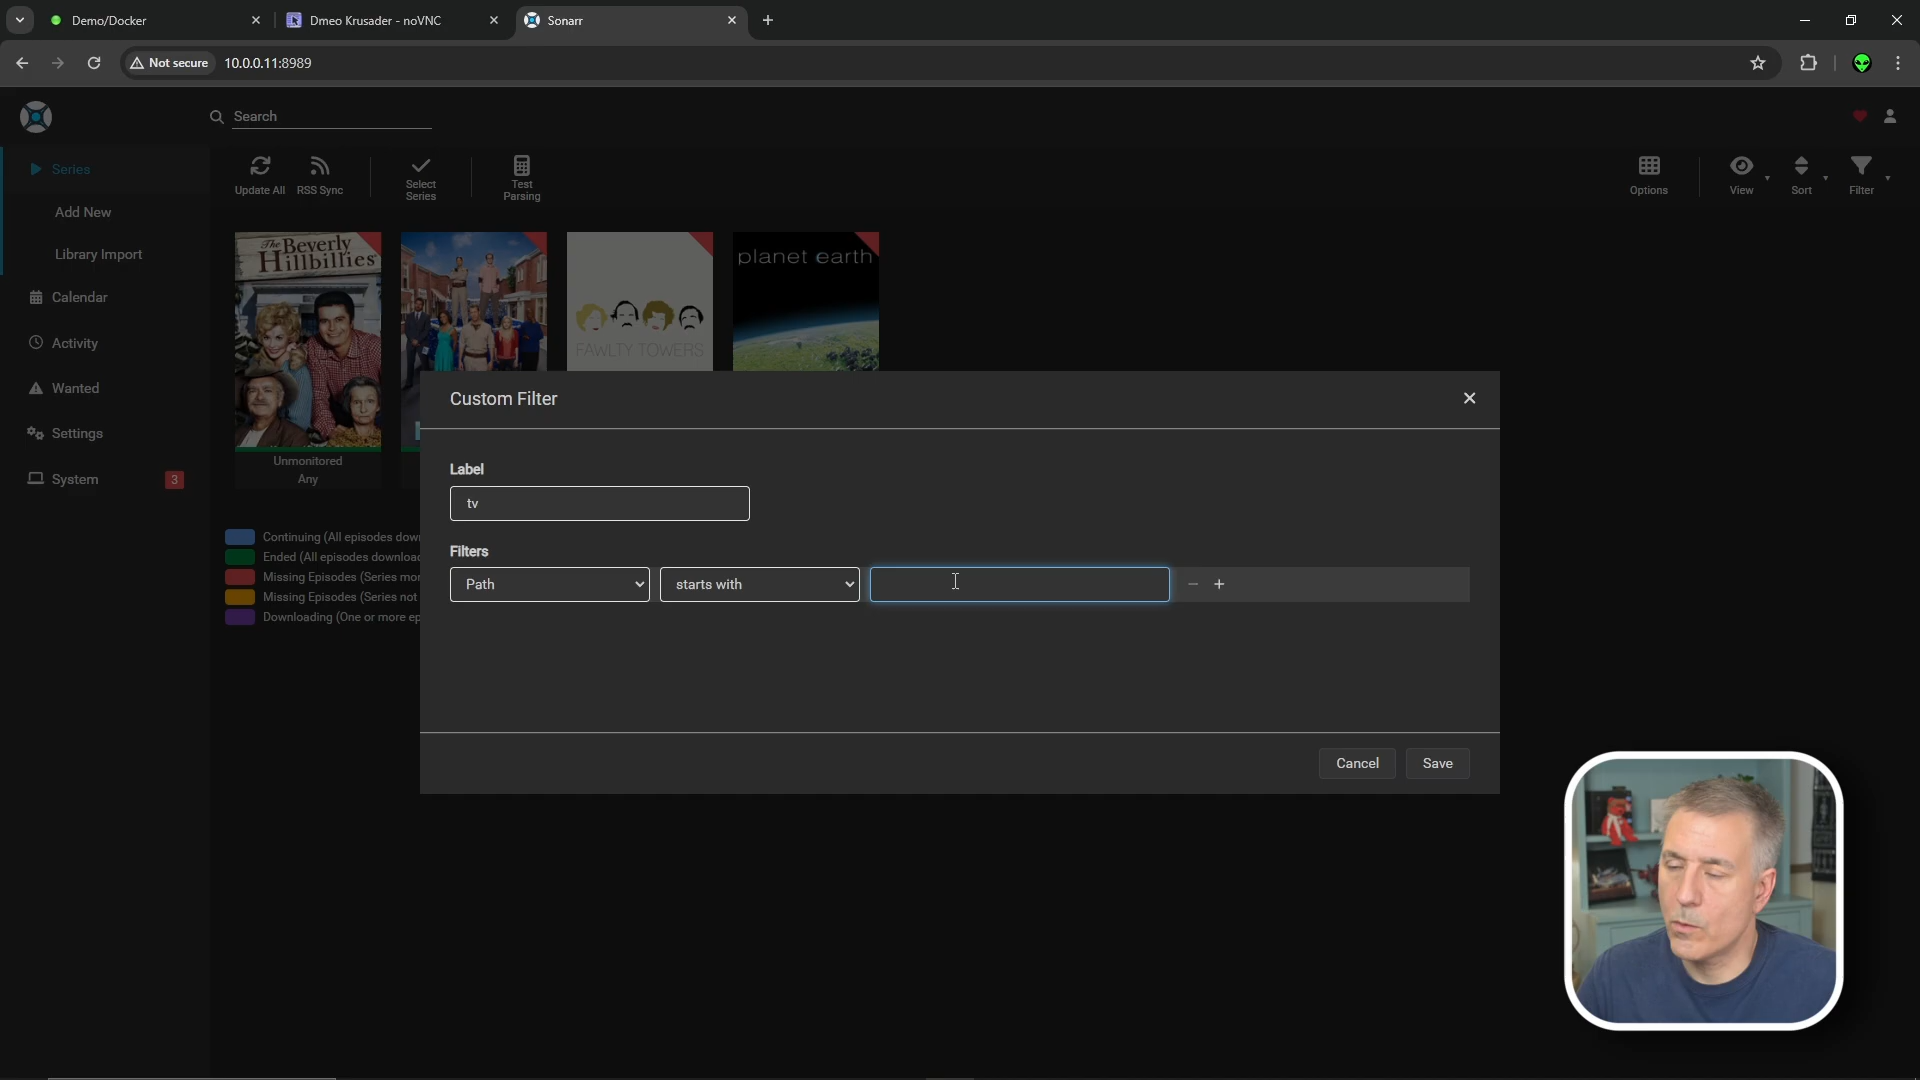 Demo/Docker
Dmeo Krusader - noVNC
Sonarr
Not secure
10.0.0.11:8989
Search
Series
Add New
Library Import
Calendar
Activity
Wanted
Settings
System
3
Update All
RSS Sync
Select
Series
Test
Parsing
Options
View
Sort
Filter
The Beverly
Hillbillies
FAWLTY TOWERS
planet earth
Unmonitored
Any
Continuing (All episodes dow
Ended (All episodes downloa
Missing Episodes (Series mo
Missing Episodes (Series not
Downloading (One or more ep
Custom Filter
Label
tv
Filters
Path
starts with
Cancel
Save